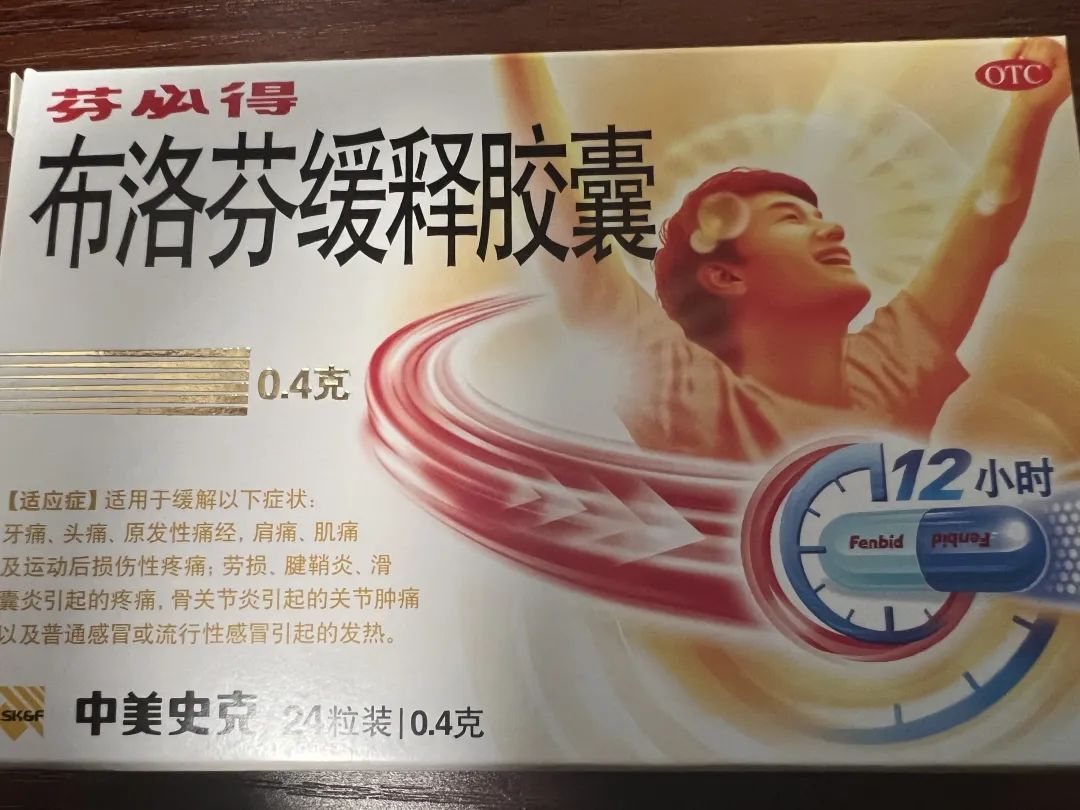 芬必得
OTC
布洛芬缓释胶囊
0.4克
12小时
Fenbid
Fenbid
【适应症】适用于缓解以下症状:
牙痛、头痛、原发性痛经,肩痛、肌痛
及运动后损伤性疼痛;劳损、腱鞘炎、滑
囊炎引起的疼痛,骨关节炎引起的关节肿痛
以及普通感冒或流行性感冒引起的发热。
SK&F
中美史克
24粒装|0.4克